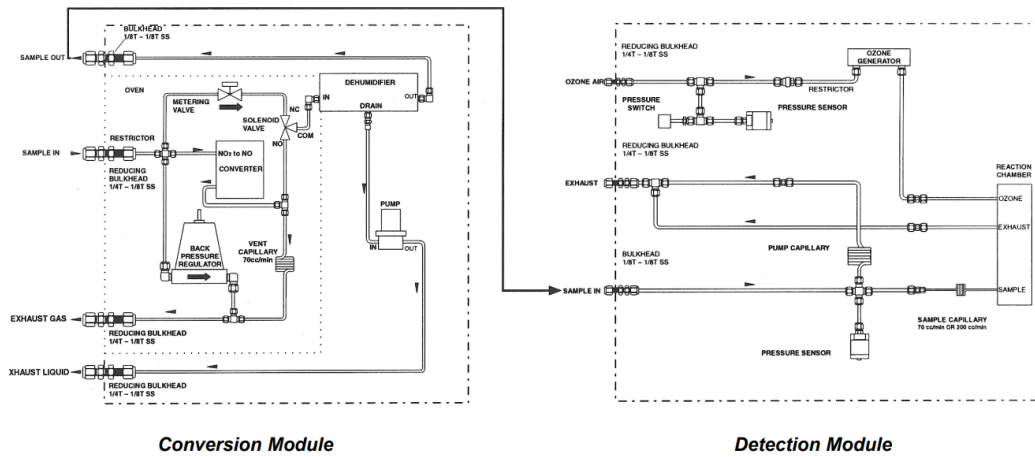 BULKHEAD
1/8T – 1/8T SS
SAMPLE OUT
OVEN
METERING
VALVE
SOLENOID
VALVE
NC
COM
NO
IN
DEHUMIDIFIER
OUT
DRAIN
RESTRICTOR
SAMPLE IN
REDUCING
BULKHEAD
1/4T – 1/8T SS
NO₂ to NO
CONVERTER
BACK
PRESSURE
REGULATOR
VENT
CAPILLARY
70cc/min
PUMP
IN
OUT
EXHAUST GAS
REDUCING BULKHEAD
1/4T – 1/8T SS
XHAUST LIQUID
REDUCING BULKHEAD
1/4T – 1/8T SS
Conversion Module
REDUCING BULKHEAD
1/4T – 1/8T SS
OZONE AIR
OZONE
GENERATOR
RESTRICTOR
PRESSURE
SWITCH
PRESSURE SENSOR
REDUCING BULKHEAD
1/4T – 1/8T SS
EXHAUST
REACTION
CHAMBER
OZONE
EXHAUST
SAMPLE
PUMP CAPILLARY
BULKHEAD
1/8T – 1/8T SS
SAMPLE IN
SAMPLE CAPILLARY
70 cc/min OR 200 cc/min
PRESSURE SENSOR
Detection Module